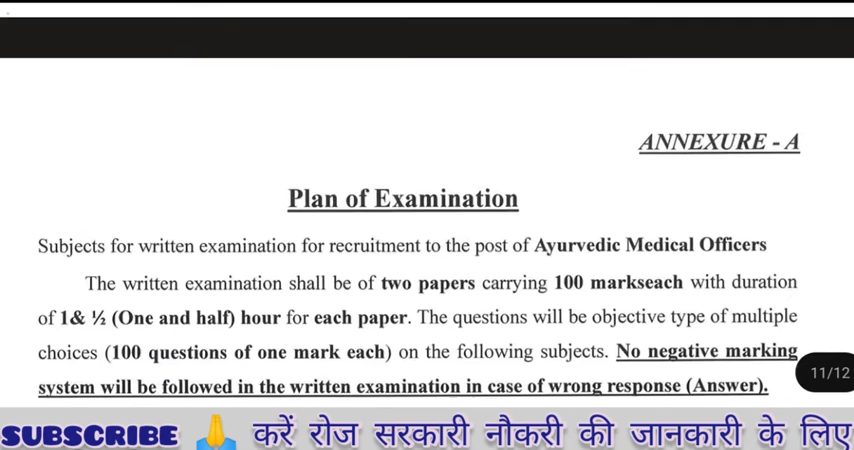 ANNEXURE - A
Plan of Examination
Subjects for written examination for recruitment to the post of Ayurvedic Medical Officers
The written examination shall be of two papers carrying 100 markseach with duration
of 1& ½ (One and half) hour for each paper. The questions will be objective type of multiple
choices (100 questions of one mark each) on the following subjects. No negative marking
system will be followed in the written examination in case of wrong response (Answer).
11/12
SUBSCRIBE 🙏 करें रोज सरकारी नौकरी की जानकारी के लिए